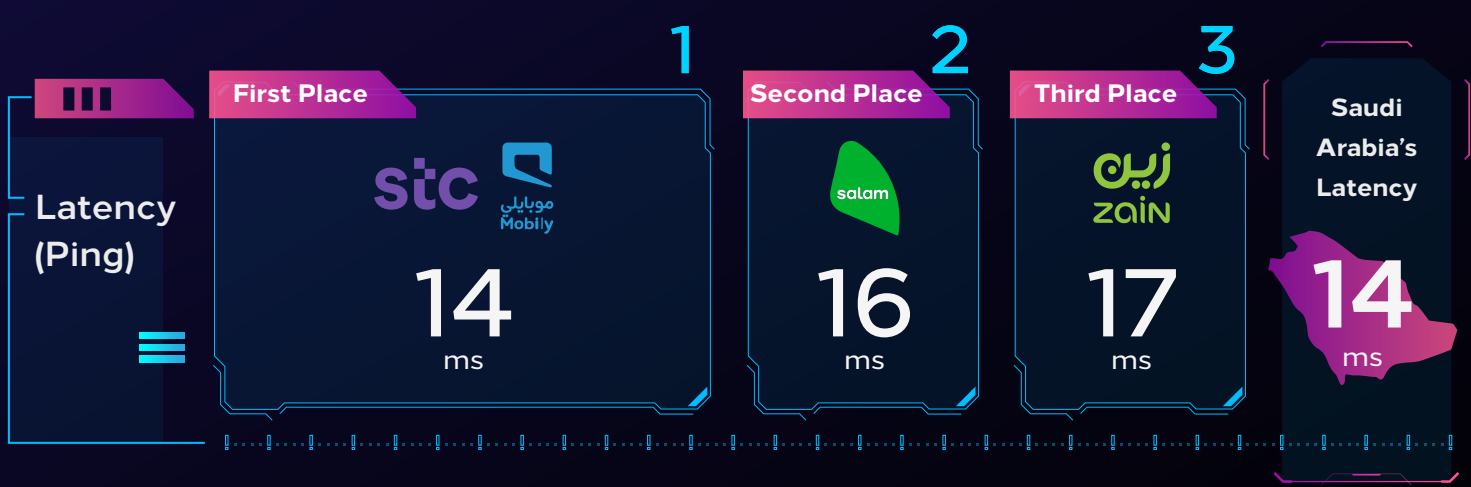 Latency
(Ping)
1
First Place
stc
موبايلي
Mobily
14
ms
2
Second Place
salam
16
ms
3
Third Place
زين
zain
17
ms
Saudi
Arabia's
Latency
14
ms